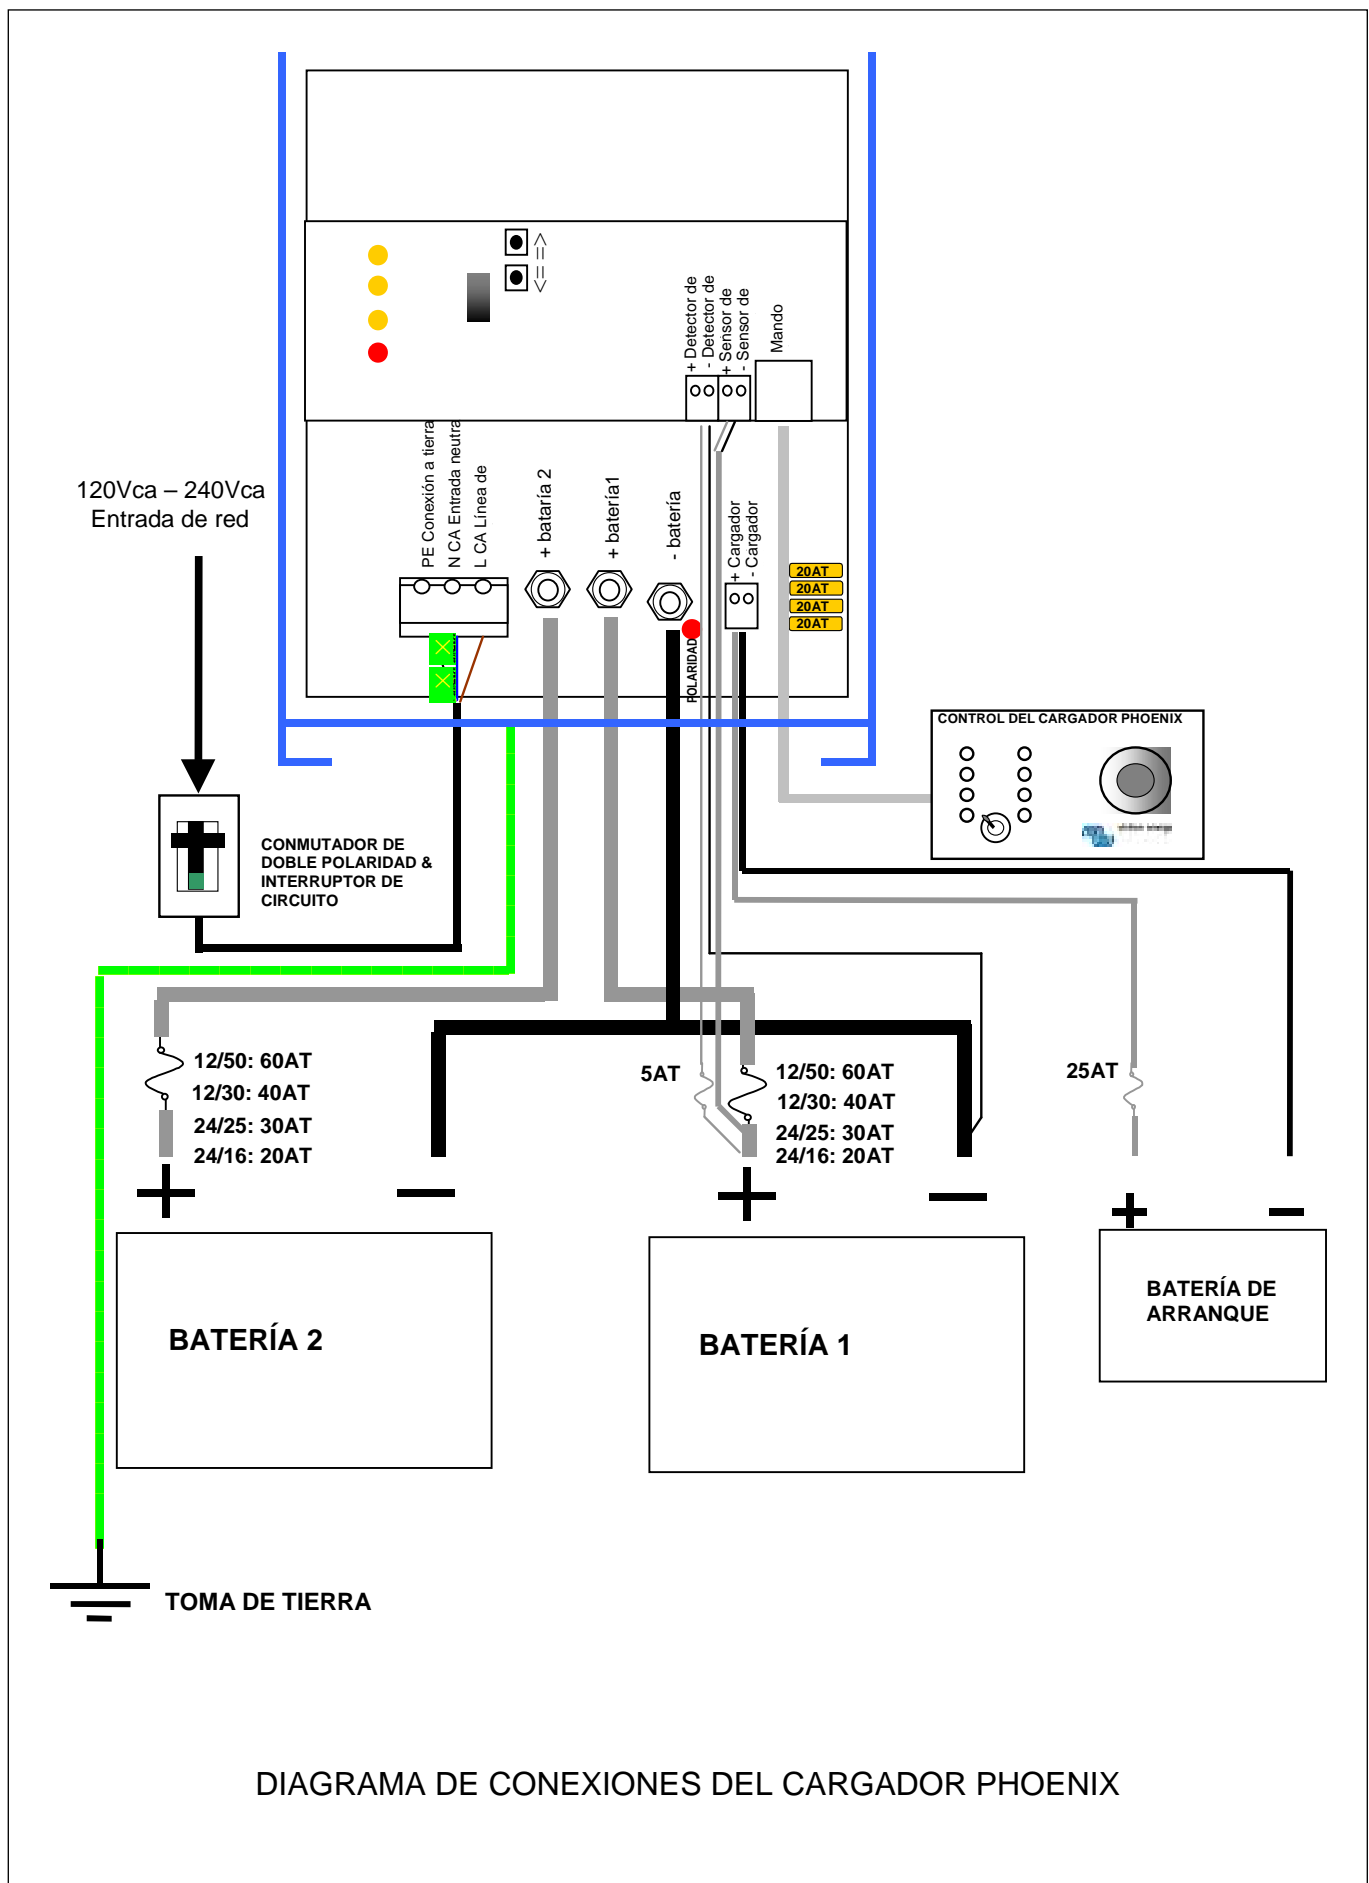 + Detector de
- Detector de
+ Sensor de
- Sensor de
Mando
PE Conexión a tierra
N CA Entrada neutra
L CA Línea de
+ bataría 2
+ batería1
- batería
+ Cargador
- Cargador
120Vca – 240Vca
Entrada de red
20AT
20AT
20AT
20AT
POLARIDAD
CONTROL DEL CARGADOR PHOENIX
CONMUTADOR DE
DOBLE POLARIDAD &
INTERRUPTOR DE
CIRCUITO
12/50: 60AT
12/30: 40AT
24/25: 30AT
24/16: 20AT
5AT
12/50: 60AT
12/30: 40AT
24/25: 30AT
24/16: 20AT
25AT
BATERÍA 2
BATERÍA 1
BATERÍA DE
ARRANQUE
TOMA DE TIERRA
DIAGRAMA DE CONEXIONES DEL CARGADOR PHOENIX